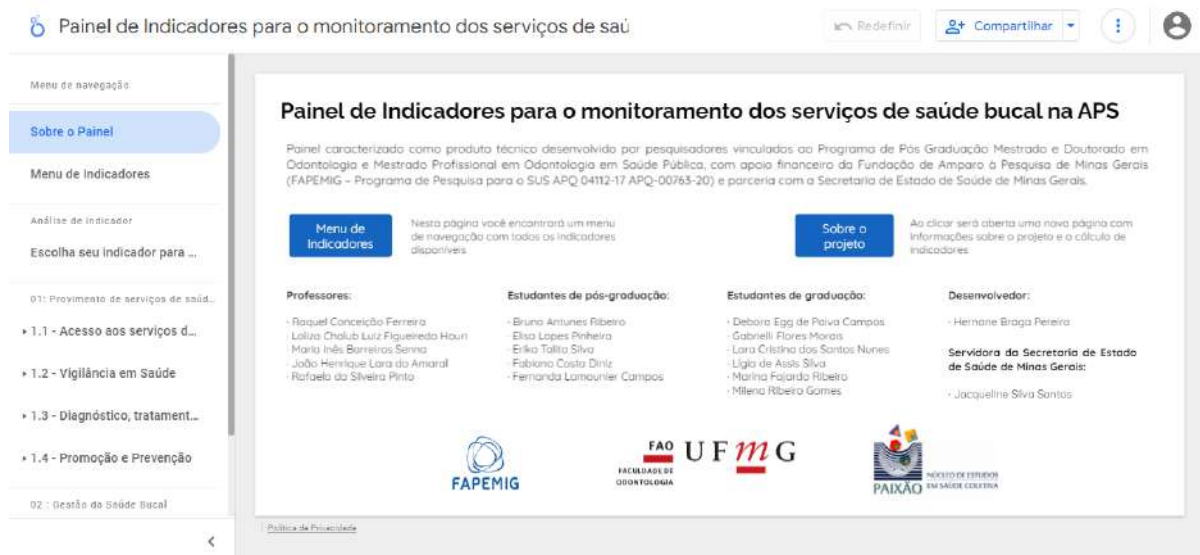 Painel de Indicadores para o monitoramento dos serviços de saú
Redefinir
Compartilhar
Menu de navegação
Sobre o Painel
Menu de Indicadores
Análise de indicador
Escolha seu indicador para ...
01: Provimento de serviços de saúd...
1.1 - Acesso aos serviços d...
1.2 - Vigilância em Saúde
1.3 - Diagnóstico, tratament...
1.4 - Promoção e Prevenção
02 : Gestão da Saúde Bucal
Painel de Indicadores para o monitoramento dos serviços de saúde bucal na APS
Painel caracterizado como produto técnico desenvolvido por pesquisadores vinculados ao Programa de Pós Graduação Mestrado e Doutorado em
Odontologia e Mestrado Profissional em Odontologia em Saúde Pública, com apoio financeiro da Fundação de Amparo à Pesquisa de Minas Gerais
(FAPEMIG – Programa de Pesquisa para o SUS APQ 04112-17 APQ-00763-20) e parceria com a Secretaria de Estado de Saúde de Minas Gerais.
Menu de
Indicadores
Nesta página você encontrará um menu
de navegação com todos os indicadores
disponíveis
Sobre o
projeto
Ao clicar será aberta uma nova página com
informações sobre o projeto e o cálculo de
indicadores
Professores:
- Raquel Conceição Ferreira
- Loliza Chalub Luiz Figueiredo Houri
- Maria Inês Barreiros Senna
- João Henrique Lara do Amaral
- Rafaela da Silveira Pinto
Estudantes de pós-graduação:
- Bruna Antunes Ribeiro
- Elisa Lopes Pinheiro
- Erika Talita Silva
- Fabiano Costa Diniz
- Fernanda Lamounier Campos
Estudantes de graduação:
- Debora Egg de Paiva Campos
- Gabrielli Flores Morais
- Lara Cristina dos Santos Nunes
- Lígia de Assis Silva
- Marina Fajardo Ribeiro
- Milena Ribeiro Gomes
Desenvolvedor:
- Hernane Braga Pereira
Servidora da Secretaria de Estado
de Saúde de Minas Gerais:
- Jacqueline Silva Santos
FAPEMIG
FAO UFMG
FACULDADE DE
ODONTOLOGIA
PAIXÃO
NÚCLEO DE ESTUDOS
EM SAÚDE COLETIVA
Política de Privacidade